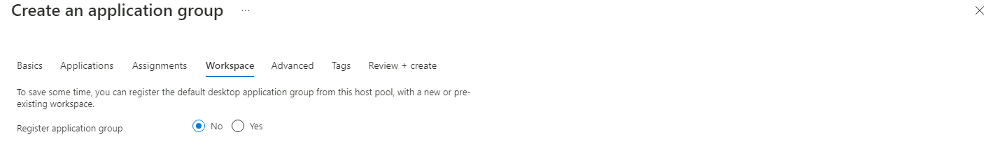 Create an application group ...
Basics Applications Assignments Workspace Advanced Tags Review + create
To save some time, you can register the default desktop application group from this host pool, with a new or pre-
existing workspace.
Register application group No Yes